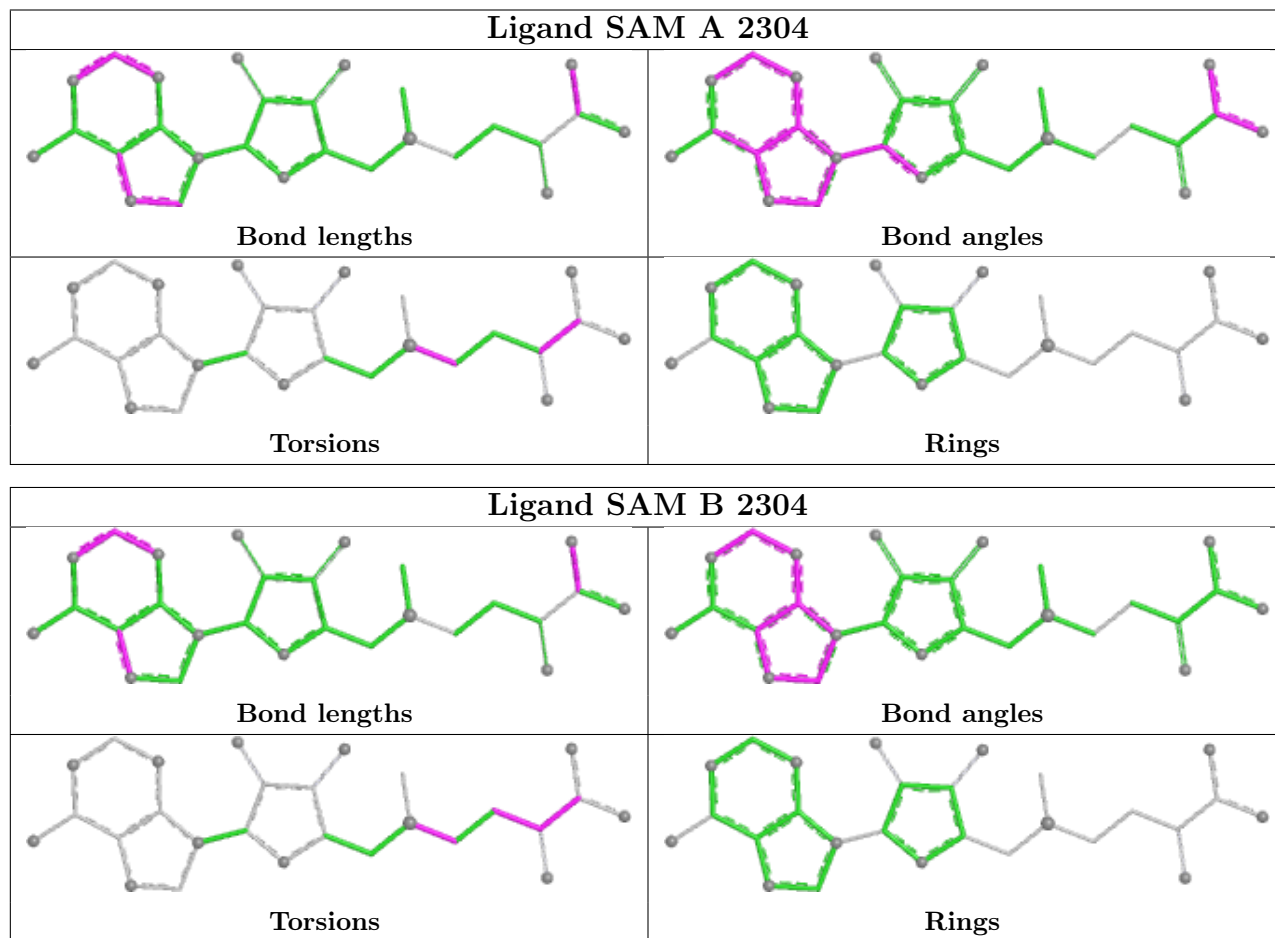 Ligand SAM A 2304
Bond lengths
Bond angles
Torsions
Rings
Ligand SAM B 2304
Bond lengths
Bond angles
Torsions
Rings